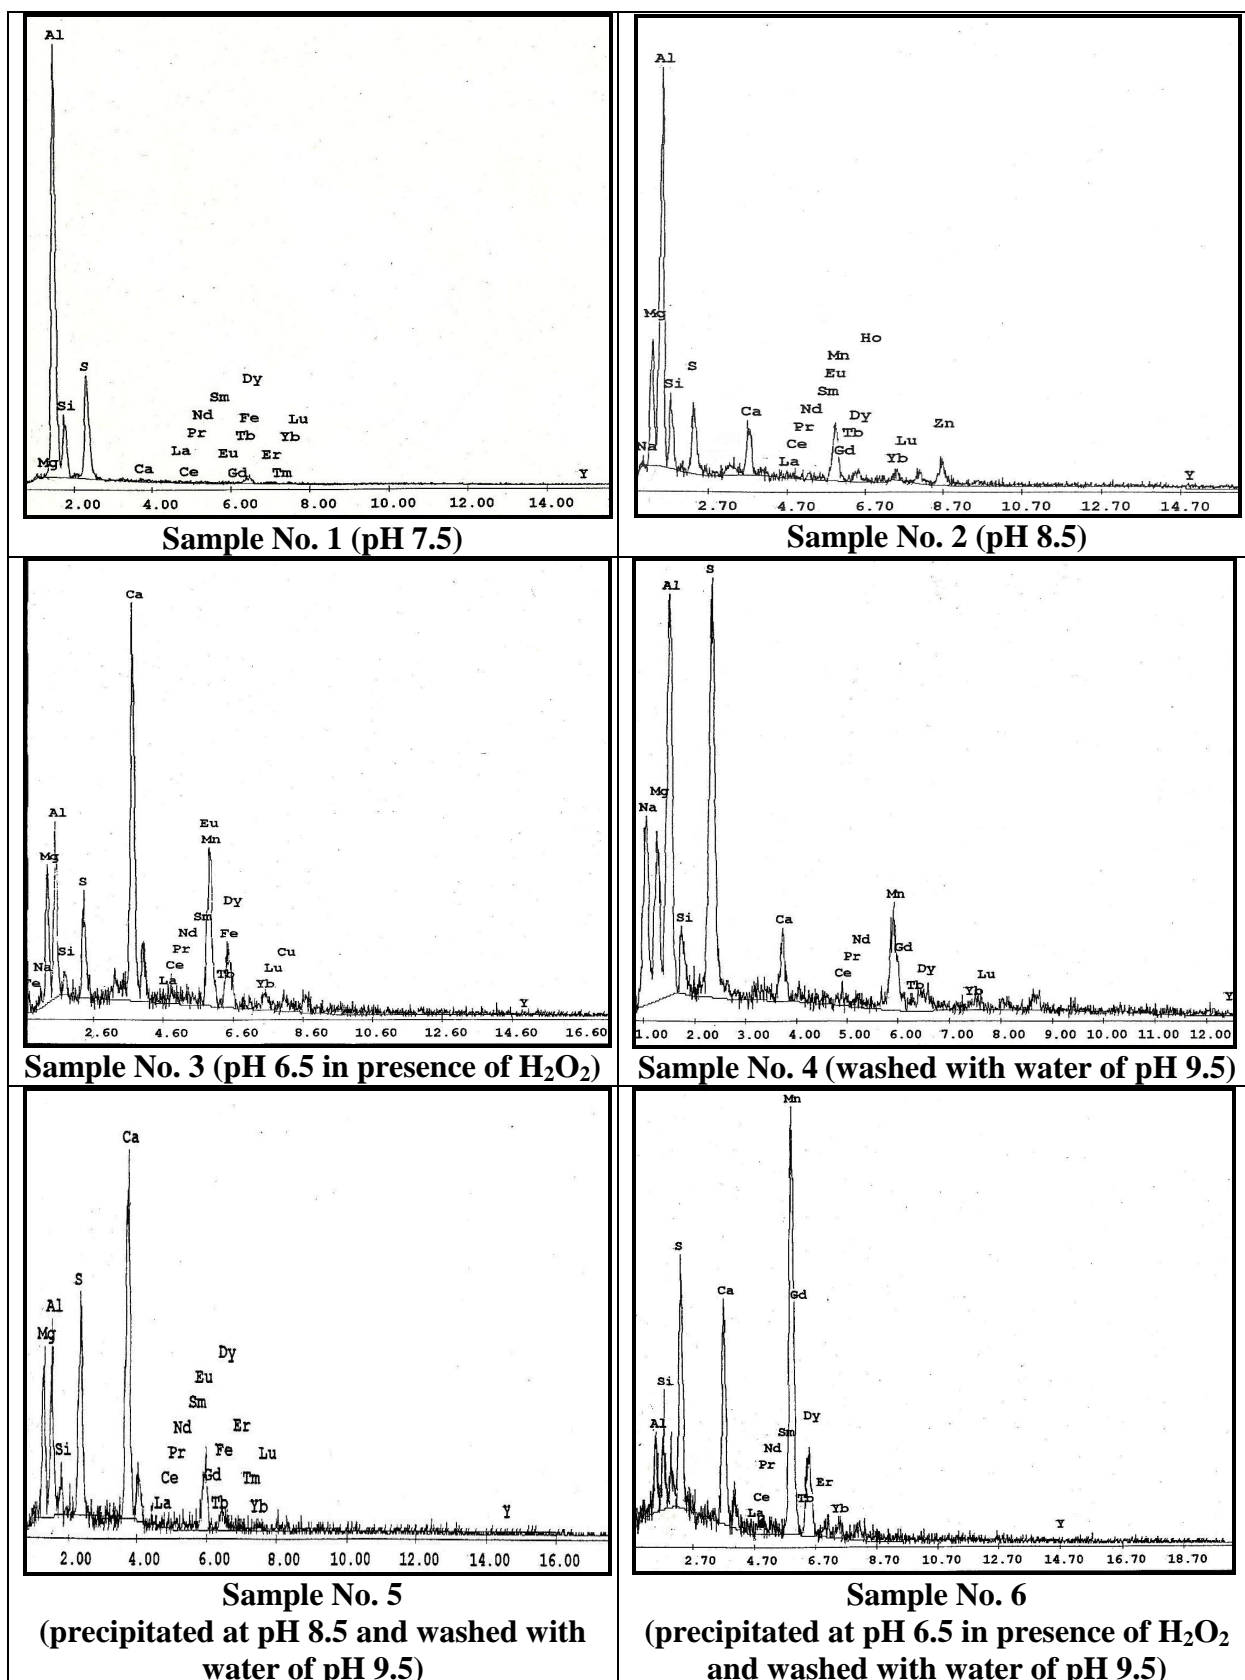 Al
Si
S
Mg
Ca
La
Ce
Pr
Nd
Sm
Eu
Gd
Tb
Fe
Dy
Er
Tm
Yb
Lu
Y
2.00 4.00 6.00 8.00 10.00 12.00 14.00
Sample No. 1 (pH 7.5)
Al
Mg
Si
Na
S
Ca
La
Ce
Pr
Nd
Sm
Eu
Mn
Ho
Dy
Tb
Gd
Lu
Yb
Zn
Y
2.70 4.70 6.70 8.70 10.70 12.70 14.70
Sample No. 2 (pH 8.5)
Ca
Al
Mg
Na
Si
S
Eu
Mn
Sm
Nd
Pr
Ce
La
Dy
Fe
Tb
Cu
Lu
Yb
Y
2.60 4.60 6.60 8.60 10.60 12.60 14.60 16.60
Sample No. 3 (pH 6.5 in presence of H₂O₂)
S
Al
Mg
Na
Si
Ca
Mn
Nd
Pr
Ce
Gd
Dy
Tb
Lu
Yb
Y
1.00 2.00 3.00 4.00 5.00 6.00 7.00 8.00 9.00 10.00 11.00 12.00
Sample No. 4 (washed with water of pH 9.5)
Ca
S
Al
Mg
Si
Dy
Eu
Sm
Nd
Pr
Ce
La
Er
Fe
Gd
Tb
Lu
Tm
Yb
Y
2.00 4.00 6.00 8.00 10.00 12.00 14.00 16.00
Sample No. 5
(precipitated at pH 8.5 and washed with
water of pH 9.5)
Mn
S
Ca
Gd
Si
Al
Dy
Sm
Nd
Pr
Ce
La
Er
Tb
Yb
Y
2.70 4.70 6.70 8.70 10.70 12.70 14.70 16.70 18.70
Sample No. 6
(precipitated at pH 6.5 in presence of H₂O₂
and washed with water of pH 9.5)